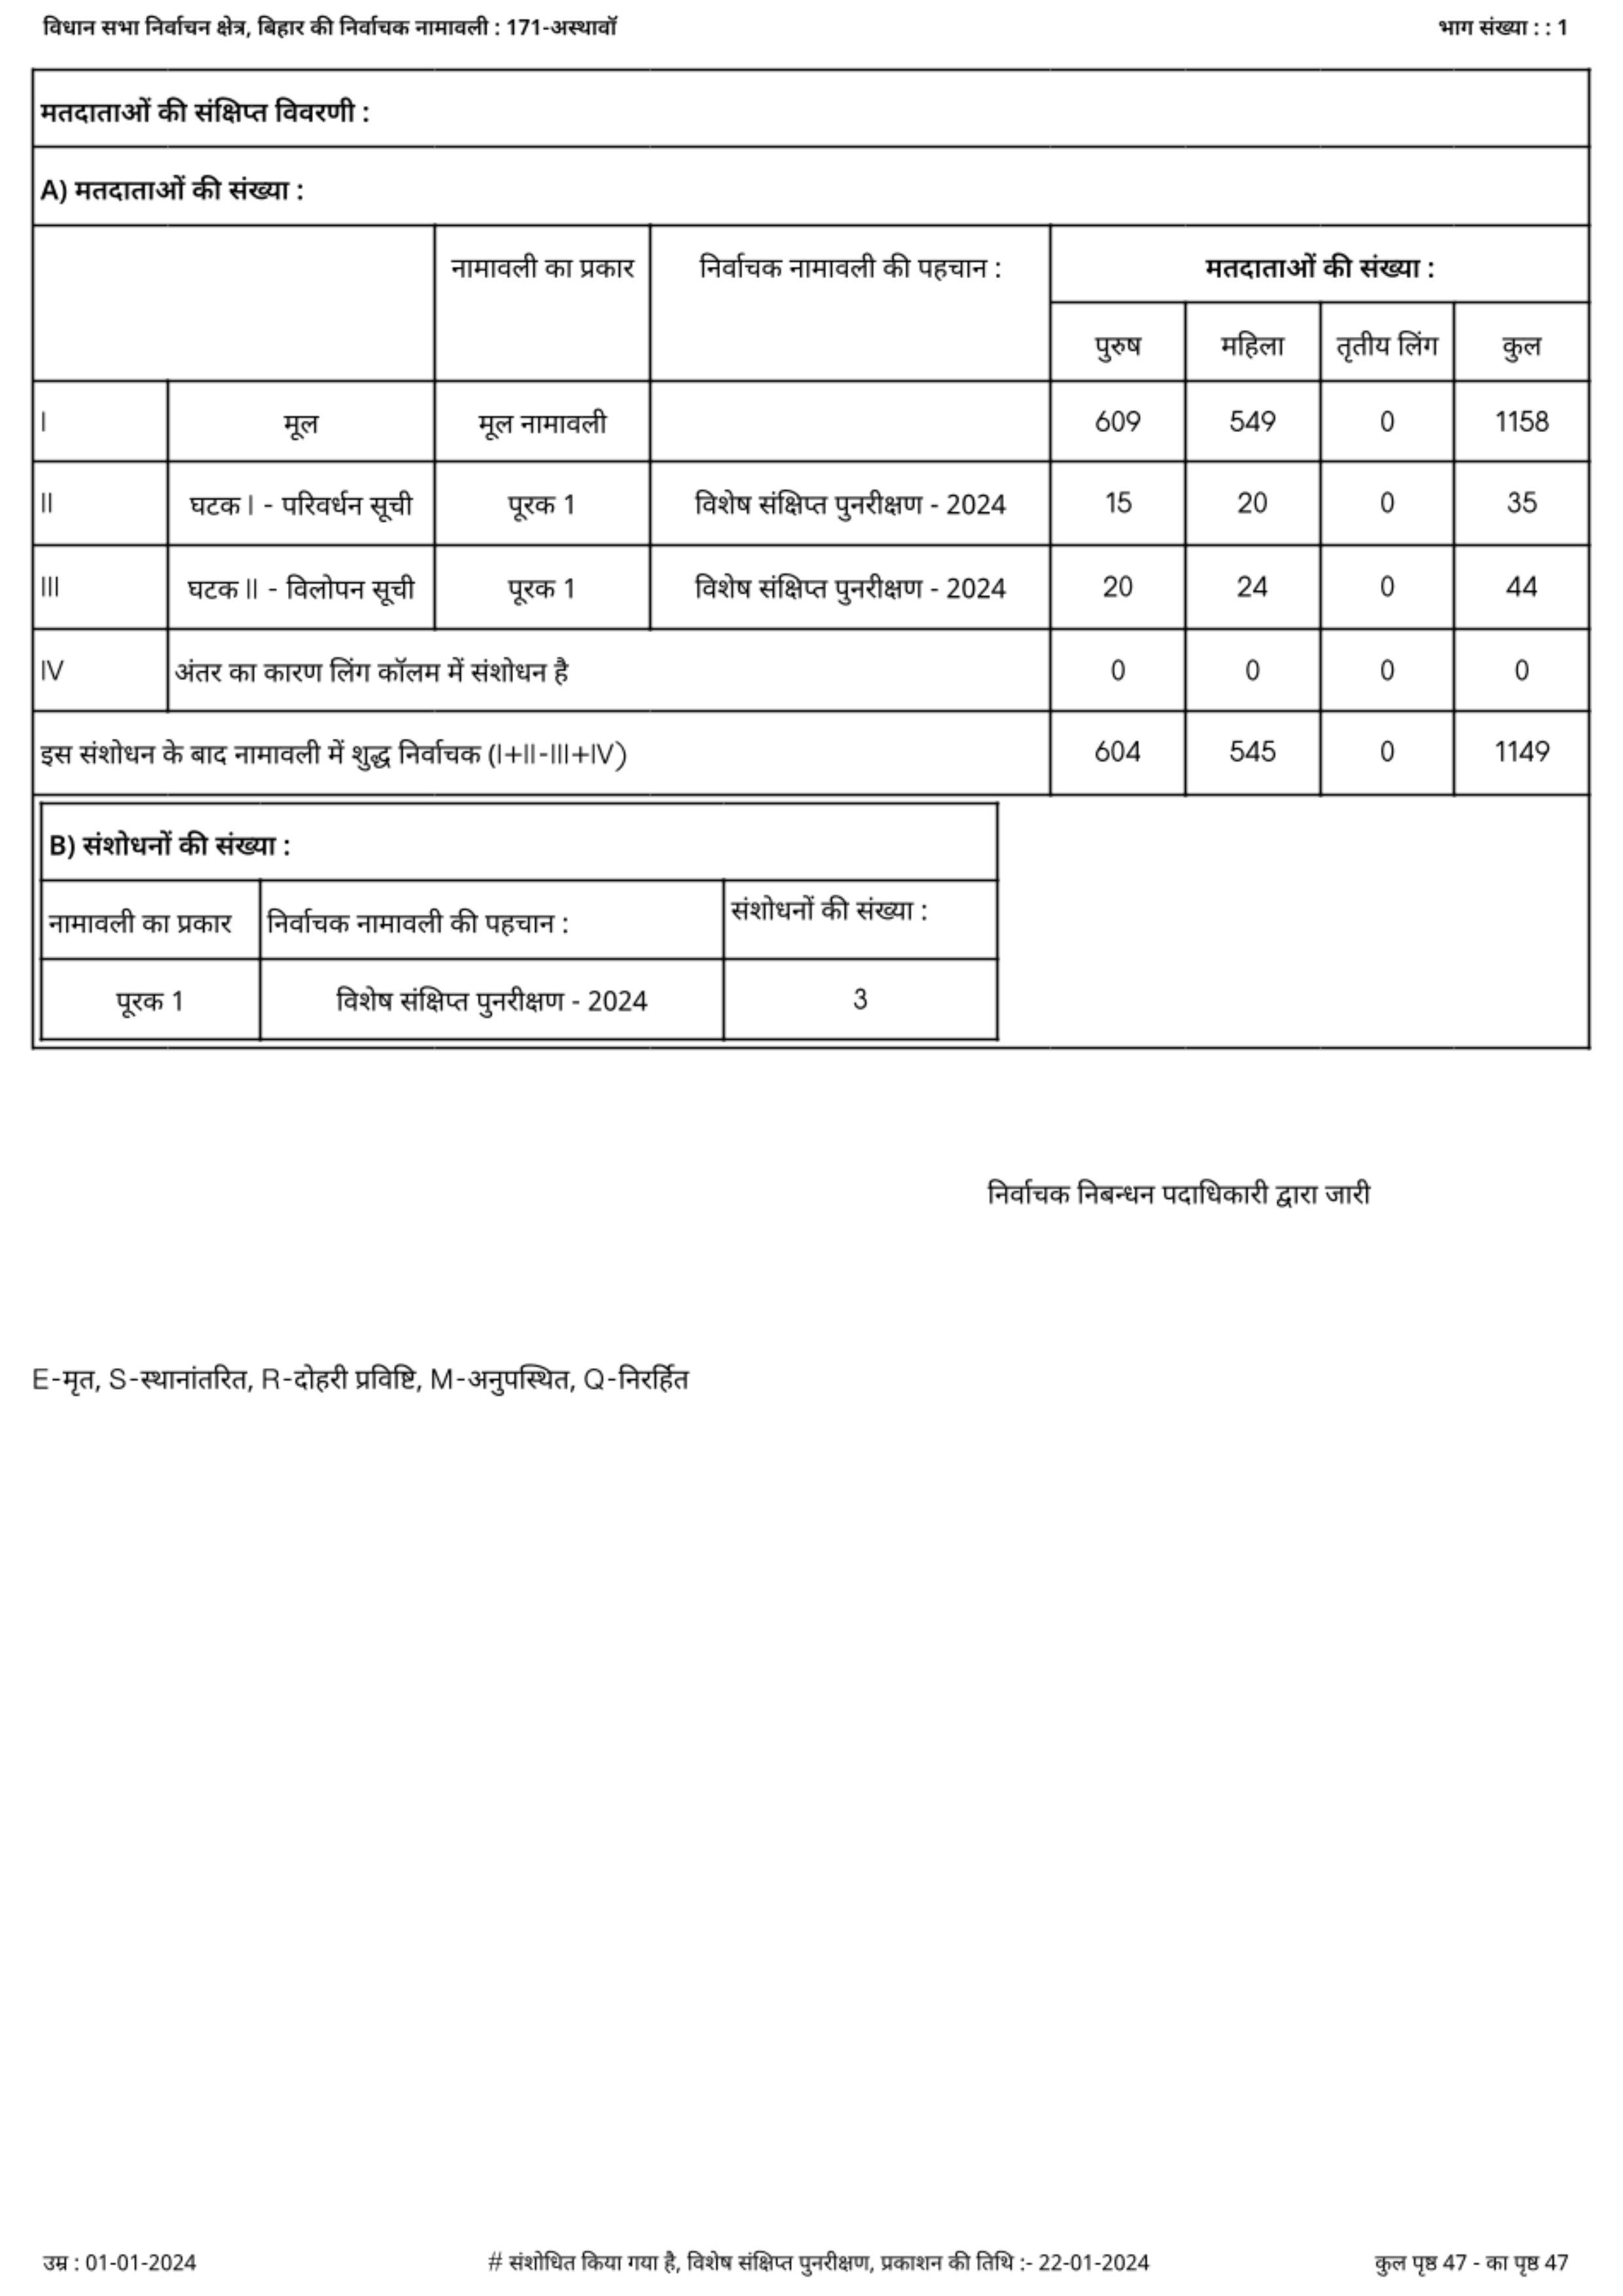 विधान सभा निर्वाचन क्षेत्र, बिहार की निर्वाचक नामावली : 171-अस्थावॉ भाग संख्या : : 1
मतदाताओं की संक्षिप्त विवरणी :
A) मतदाताओं की संख्या :
नामावली का प्रकार निर्वाचक नामावली की पहचान : मतदाताओं की संख्या :
पुरुष महिला तृतीय लिंग कुल
I मूल मूल नामावली 609 549 0 1158
II घटक I - परिवर्धन सूची पूरक 1 विशेष संक्षिप्त पुनरीक्षण - 2024 15 20 0 35
III घटक II - विलोपन सूची पूरक 1 विशेष संक्षिप्त पुनरीक्षण - 2024 20 24 0 44
IV अंतर का कारण लिंग कॉलम में संशोधन है 0 0 0 0
इस संशोधन के बाद नामावली में शुद्ध निर्वाचक (I+II-III+IV) 604 545 0 1149
B) संशोधनों की संख्या :
नामावली का प्रकार निर्वाचक नामावली की पहचान : संशोधनों की संख्या :
पूरक 1 विशेष संक्षिप्त पुनरीक्षण - 2024 3
निर्वाचक निबन्धन पदाधिकारी द्वारा जारी
E-मृत, S-स्थानांतरित, R-दोहरी प्रविष्टि, M-अनुपस्थित, Q-निरर्हित
उम्र : 01-01-2024 # संशोधित किया गया है, विशेष संक्षिप्त पुनरीक्षण, प्रकाशन की तिथि :- 22-01-2024 कुल पृष्ठ 47 - का पृष्ठ 47